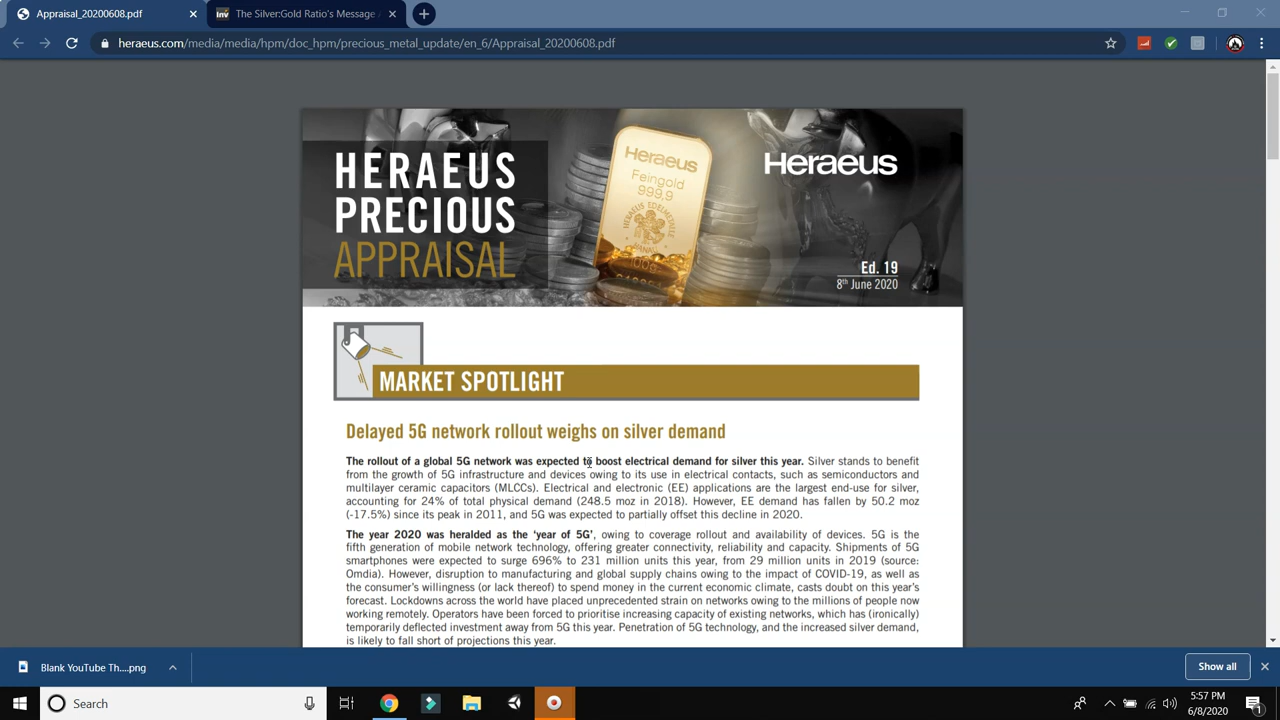 Appraisal_20200608.pdf
Inv The Silver:Gold Ratio's Message
heraeus.com/media/media/hpm/doc_hpm/precious_metal_update/en_6/Appraisal_20200608.pdf
HERAEUS
PRECIOUS
APPRAISAL
Heraeus
Feingold
999,9
HERAEUS EDELMETALLE
HANAU
100g
Heraeus
Ed. 19
8th June 2020
MARKET SPOTLIGHT
Delayed 5G network rollout weighs on silver demand
The rollout of a global 5G network was expected to boost electrical demand for silver this year. Silver stands to benefit
from the growth of 5G infrastructure and devices owing to its use in electrical contacts, such as semiconductors and
multilayer ceramic capacitors (MLCCs). Electrical and electronic (EE) applications are the largest end-use for silver,
accounting for 24% of total physical demand (248.5 moz in 2018). However, EE demand has fallen by 50.2 moz
(-17.5%) since its peak in 2011, and 5G was expected to partially offset this decline in 2020.
The year 2020 was heralded as the ‘year of 5G’, owing to coverage rollout and availability of devices. 5G is the
fifth generation of mobile network technology, offering greater connectivity, reliability and capacity. Shipments of 5G
smartphones were expected to surge 696% to 231 million units this year, from 29 million units in 2019 (source:
Omdia). However, disruption to manufacturing and global supply chains owing to the impact of COVID-19, as well as
the consumer’s willingness (or lack thereof) to spend money in the current economic climate, casts doubt on this year’s
forecast. Lockdowns across the world have placed unprecedented strain on networks owing to the millions of people now
working remotely. Operators have been forced to prioritise increasing capacity of existing networks, which has (ironically)
temporarily deflected investment away from 5G this year. Penetration of 5G technology, and the increased silver demand,
is likely to fall short of projections this year.
Blank YouTube Th....png
Show all
Search
5:57 PM
6/8/2020
1